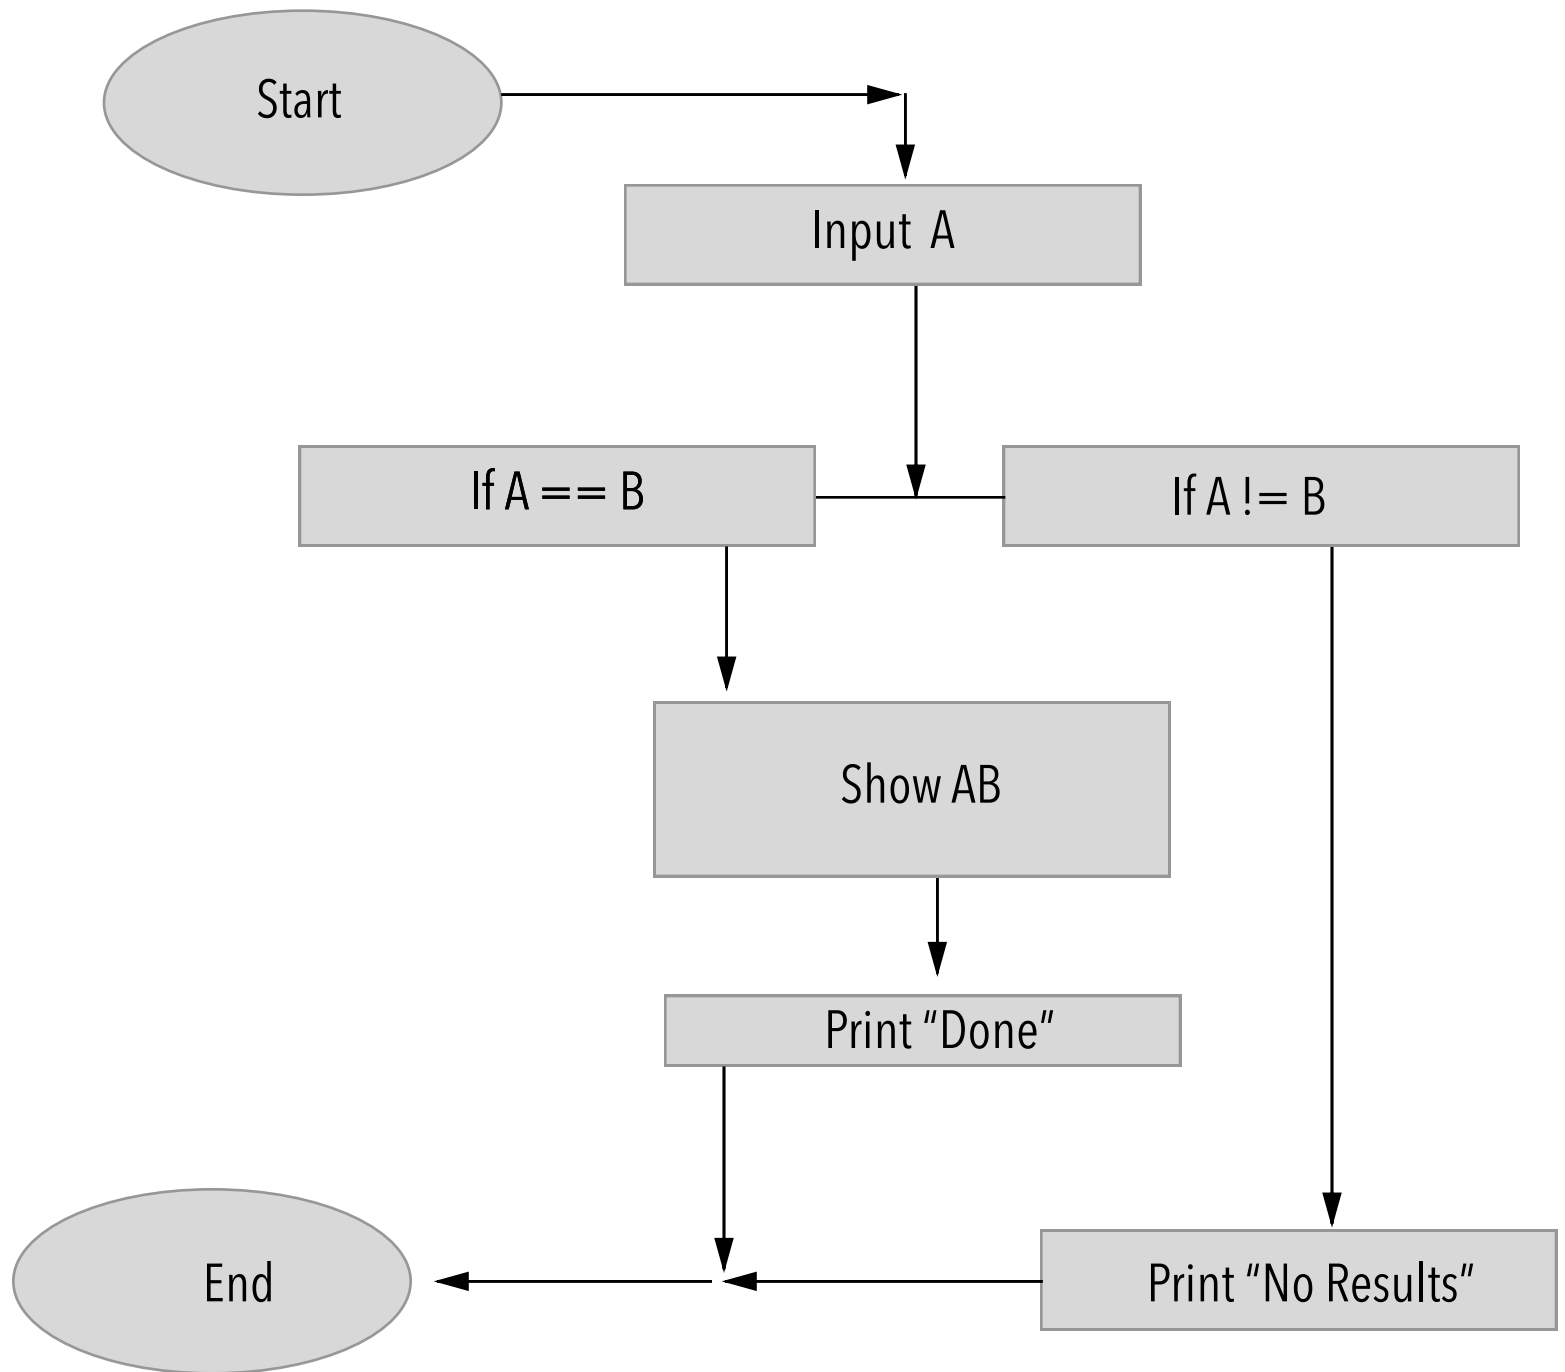 Start
Input A
If A == B
If A != B
Show AB
Print “Done“
End
Print “No Results“